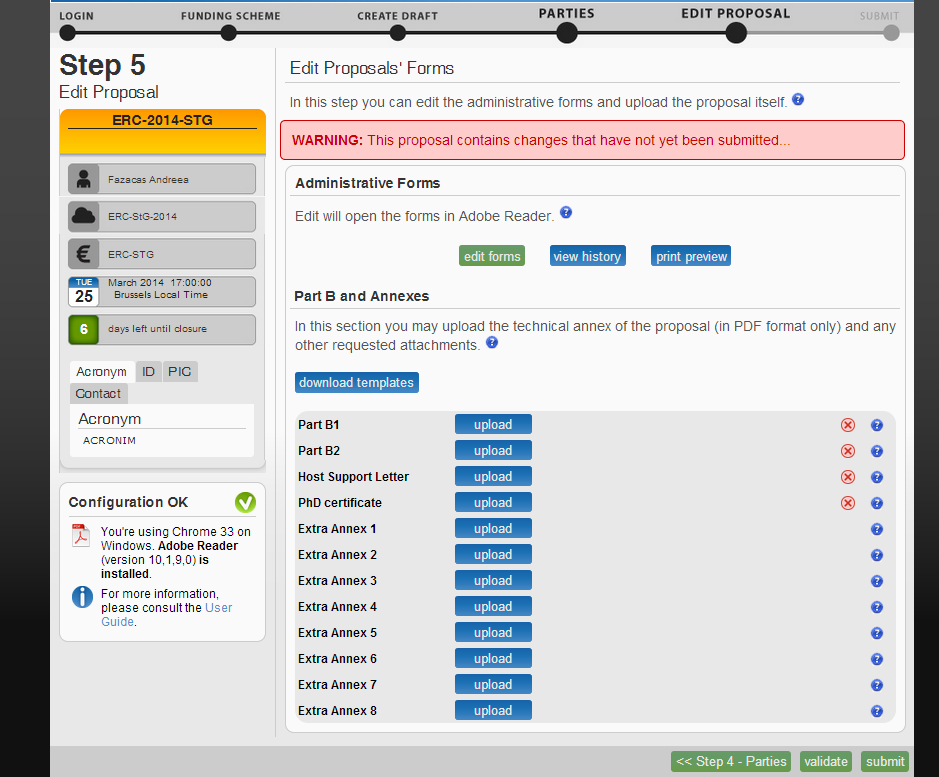 LOGIN
FUNDING SCHEME
CREATE DRAFT
PARTIES
EDIT PROPOSAL
SUBMIT
Step 5
Edit Proposal
ERC-2014-STG
Fazacas Andreea
ERC-StG-2014
€ ERC-STG
TUE
25
March 2014 17:00:00
Brussels Local Time
6
days left until closure
Acronym ID PIC
Contact
Acronym
ACRONIM
Configuration OK
You're using Chrome 33 on
Windows. Adobe Reader
(version 10,1,9,0) is
installed.
For more information,
please consult the User
Guide.
Edit Proposals' Forms
In this step you can edit the administrative forms and upload the proposal itself. ?
WARNING: This proposal contains changes that have not yet been submitted...
Administrative Forms
Edit will open the forms in Adobe Reader. ?
edit forms view history print preview
Part B and Annexes
In this section you may upload the technical annex of the proposal (in PDF format only) and any
other requested attachments. ?
download templates
Part B1 upload ?
Part B2 upload ?
Host Support Letter upload ?
PhD certificate upload ?
Extra Annex 1 upload ?
Extra Annex 2 upload ?
Extra Annex 3 upload ?
Extra Annex 4 upload ?
Extra Annex 5 upload ?
Extra Annex 6 upload ?
Extra Annex 7 upload ?
Extra Annex 8 upload ?
<< Step 4 - Parties validate submit